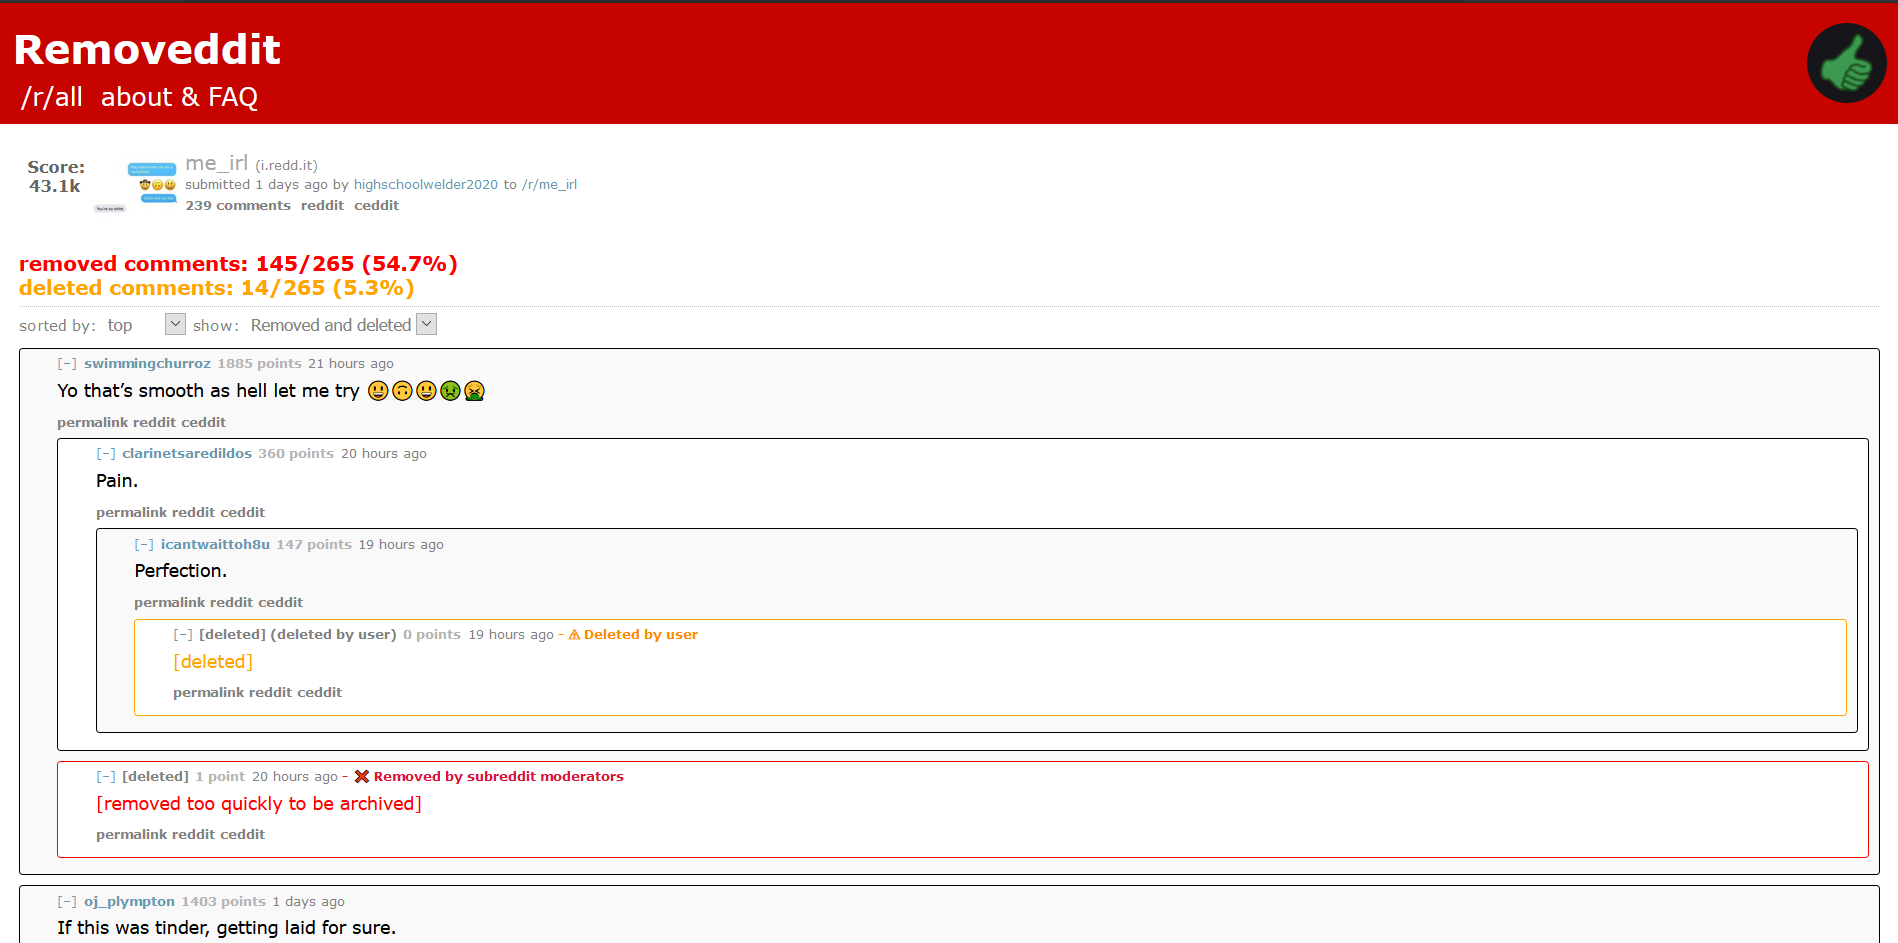 Removeddit
/r/all about & FAQ
Score:
43.1k
You're so white
me_irl (i.redd.it)
submitted 1 days ago by highschoolwelder2020 to /r/me_irl
239 comments reddit ceddit
removed comments: 145/265 (54.7%)
deleted comments: 14/265 (5.3%)
sorted by: top show: Removed and deleted
[–] swimmingchurroz 1885 points 21 hours ago
Yo that’s smooth as hell let me try 😃🙃😃🤢🤮
permalink reddit ceddit
[–] clarinetsaredildos 360 points 20 hours ago
Pain.
permalink reddit ceddit
[–] icantwaittoh8u 147 points 19 hours ago
Perfection.
permalink reddit ceddit
[–] [deleted] (deleted by user) 0 points 19 hours ago - ⚠ Deleted by user
[deleted]
permalink reddit ceddit
[–] [deleted] 1 point 20 hours ago - ❌ Removed by subreddit moderators
[removed too quickly to be archived]
permalink reddit ceddit
[–] oj_plympton 1403 points 1 days ago
If this was tinder, getting laid for sure.